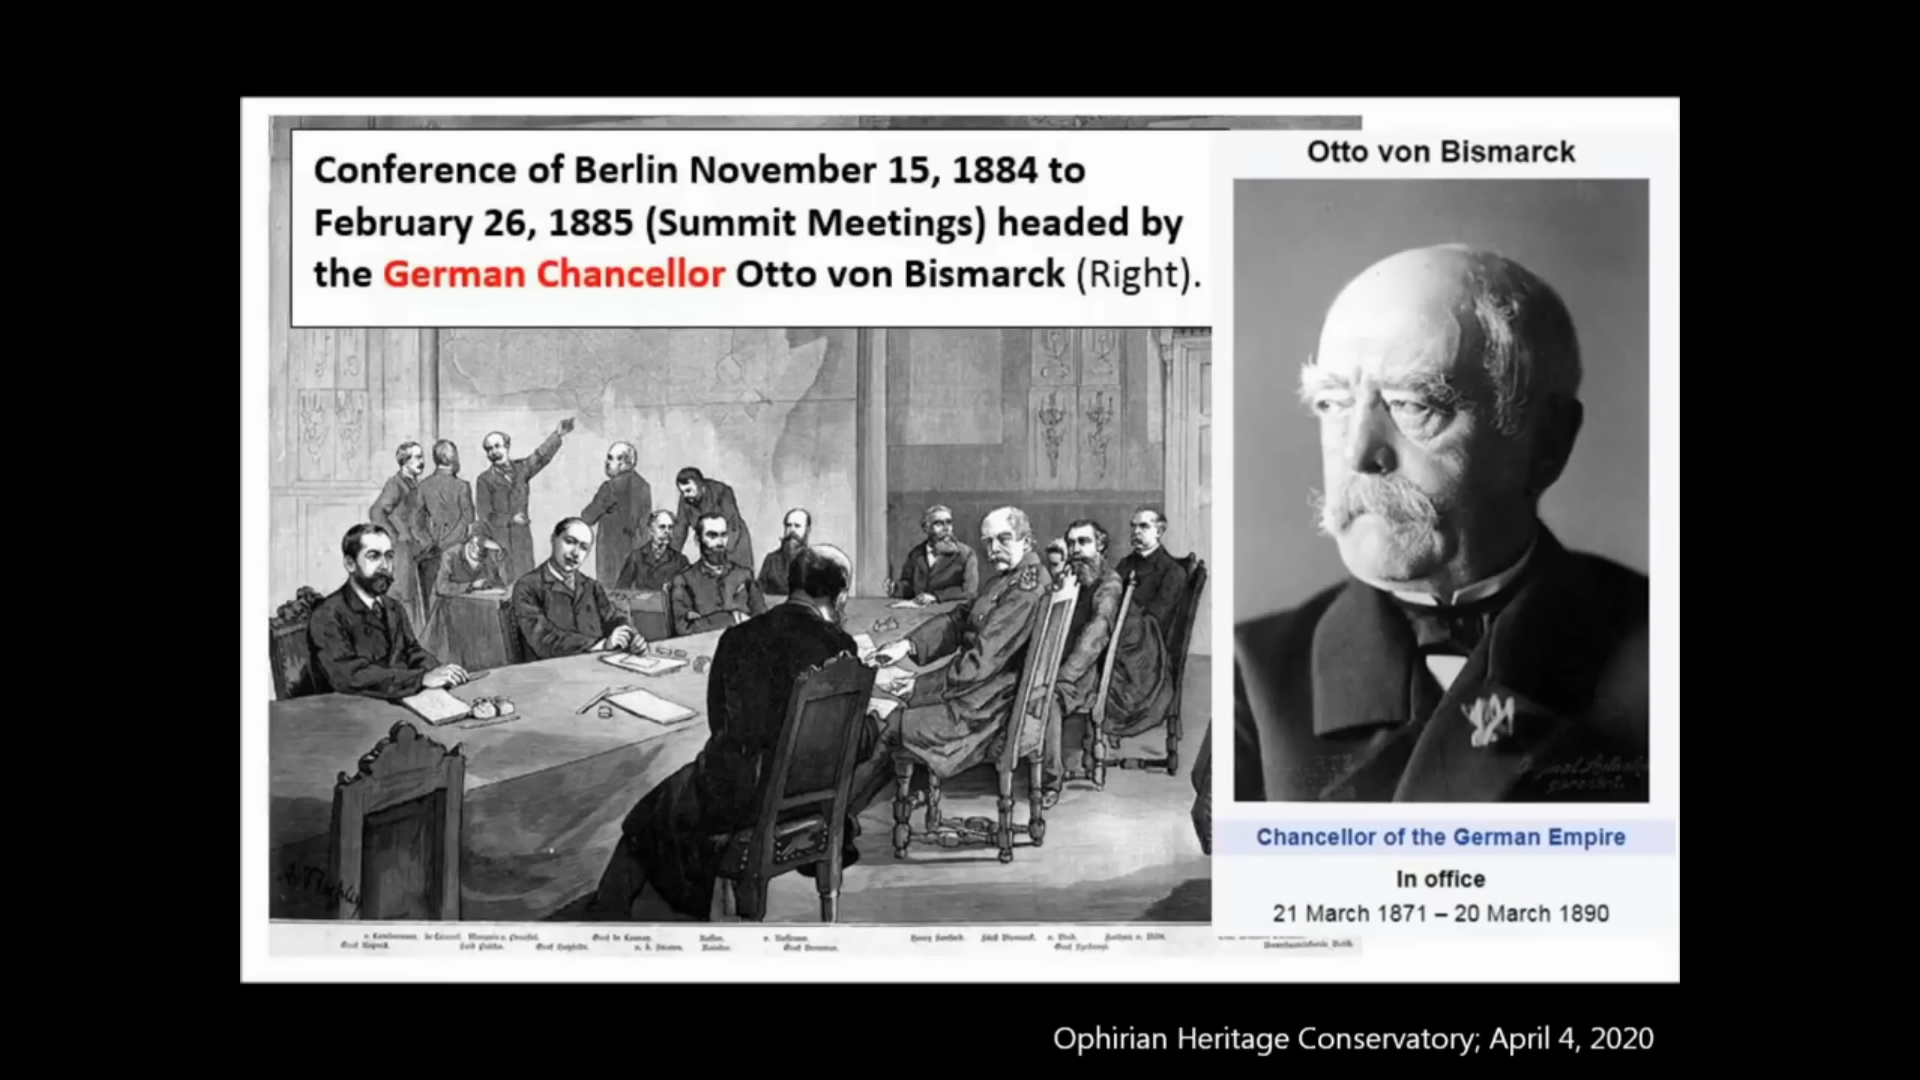 Conference of Berlin November 15, 1884 to
February 26, 1885 (Summit Meetings) headed by
the German Chancellor Otto von Bismarck (Right).
Otto von Bismarck
Chancellor of the German Empire
In office
21 March 1871 – 20 March 1890
Ophirian Heritage Conservatory; April 4, 2020